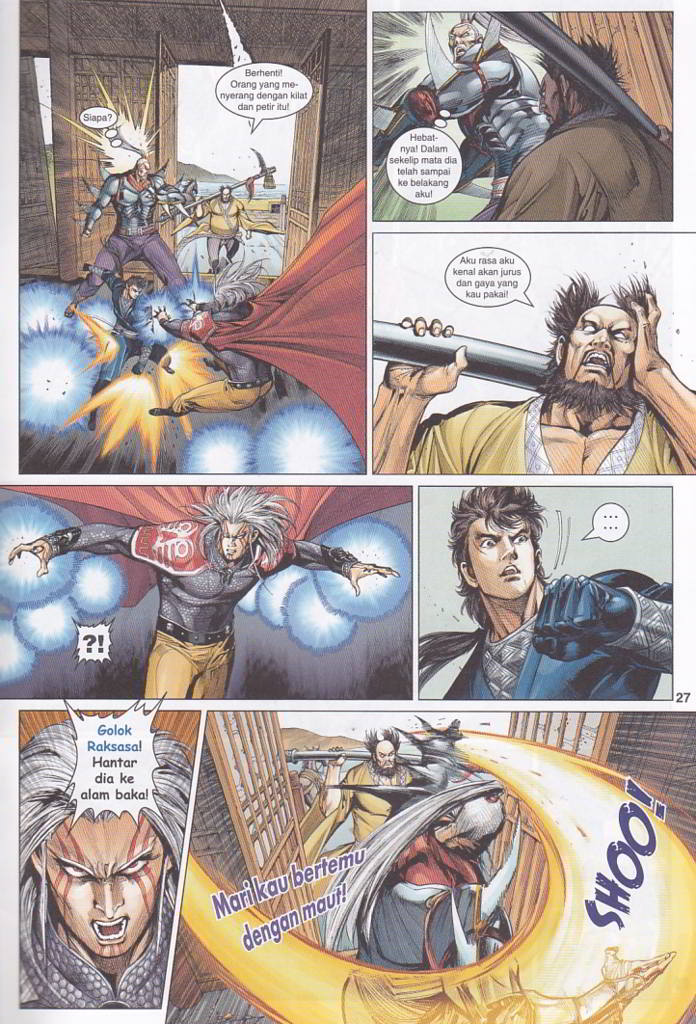 Siapa?
Berhenti!
Orang yang me-
nyerang dengan kilat
dan petir itu!
Hebat-
nya! Dalam
sekelip mata dia
telah sampai
ke belakang
aku!
Aku rasa aku
kenal akan jurus
dan gaya yang
kau pakai!
?!
...
...
27
Golok
Raksasa!
Hantar
dia ke
alam baka!
Mari kau bertemu
dengan maut!
SHOO!